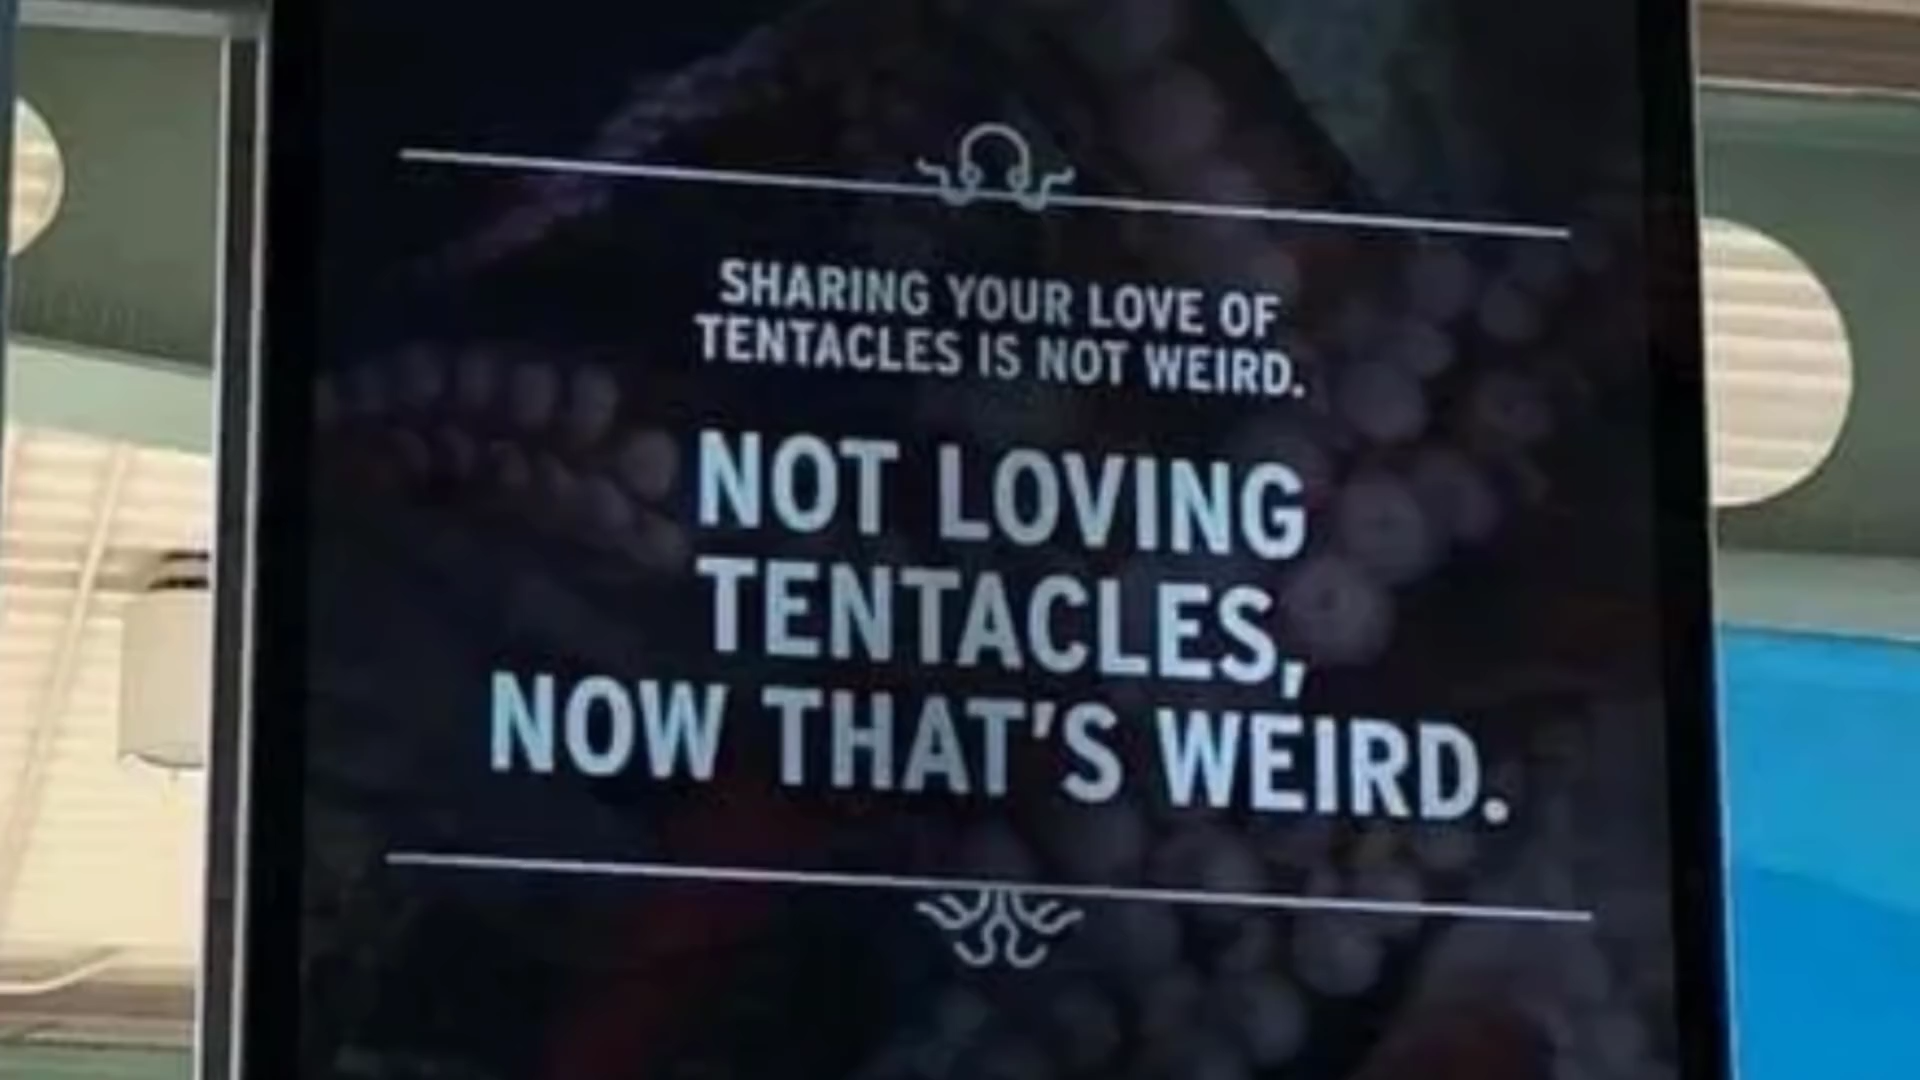 SHARING YOUR LOVE OF
TENTACLES IS NOT WEIRD.
NOT LOVING
TENTACLES,
NOW THAT'S WEIRD.